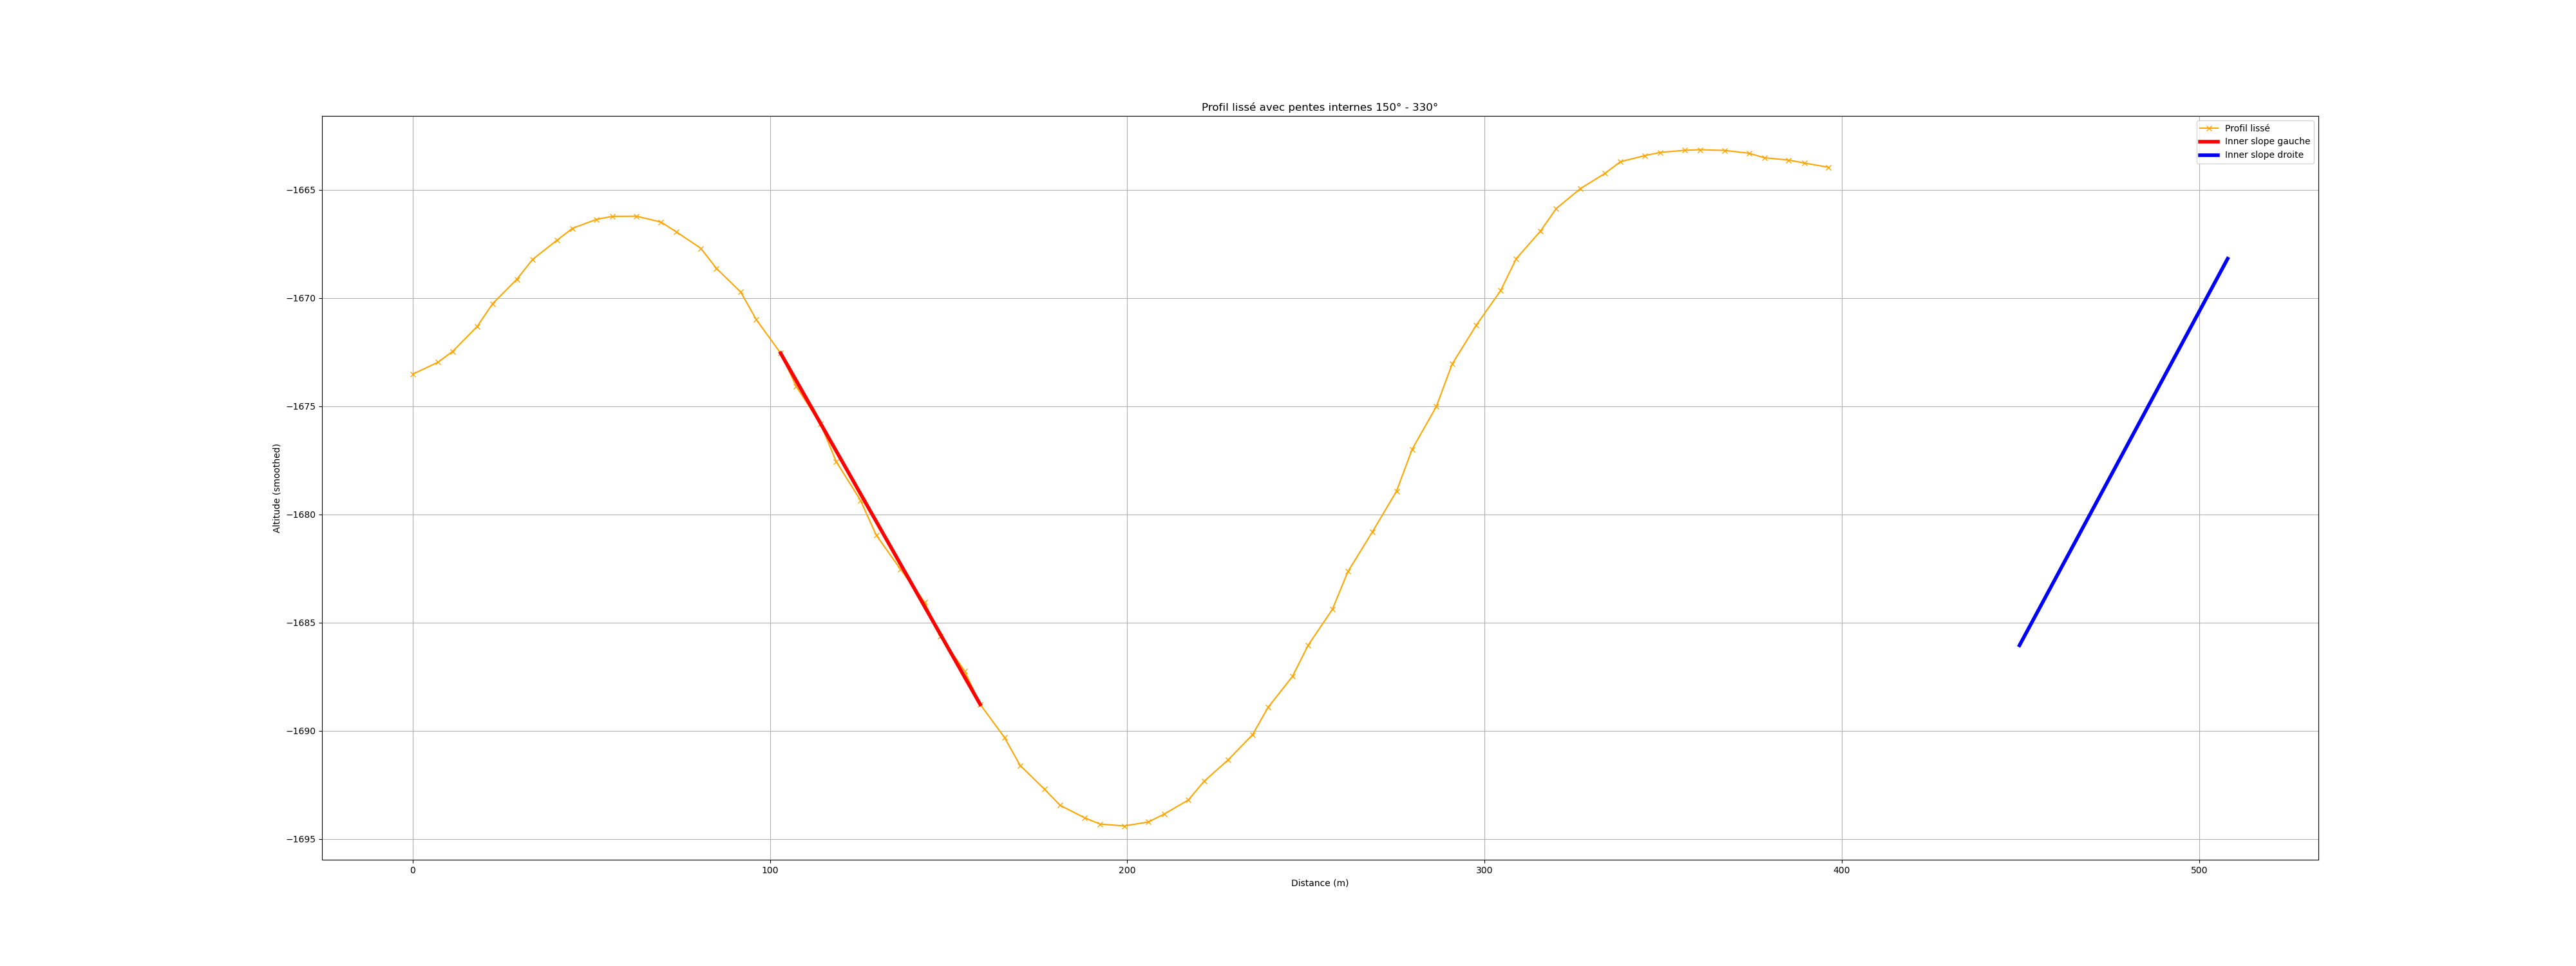 Profil lissé avec pentes internes 150° - 330°
Profil lissé
Inner slope gauche
Inner slope droite
Altitude (smoothed)
−1665
−1670
−1675
−1680
−1685
−1690
−1695
0 100 200 300 400 500
Distance (m)